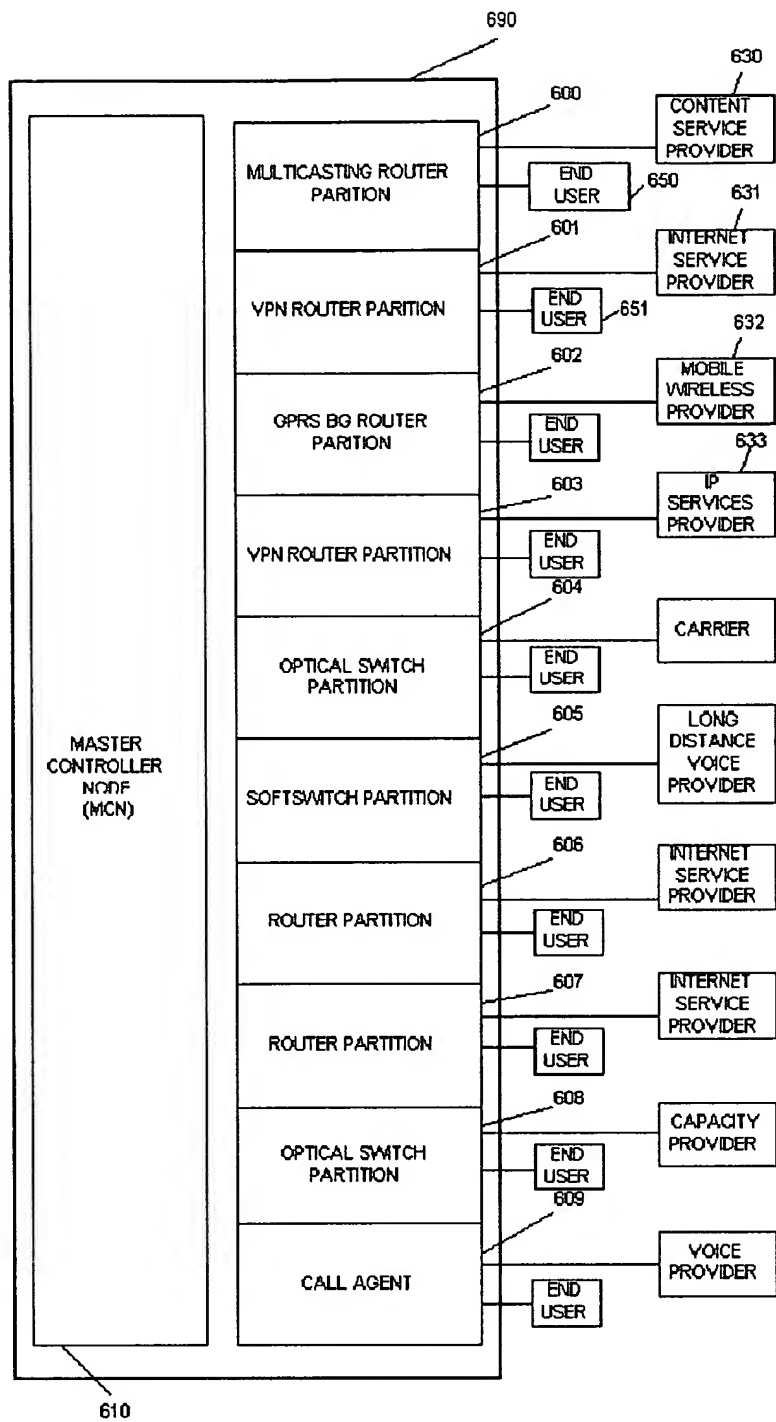 690
600
630
CONTENT
SERVICE
PROVIDER
MULTICASTING ROUTER
PARITION
END
USER
650
601
631
INTERNET
SERVICE
PROVIDER
VPN ROUTER PARITION
END
USER
651
602
632
MOBILE
WIRELESS
PROVIDER
GPRS BG ROUTER
PARITION
END
USER
603
633
IP
SERVICES
PROVIDER
VPN ROUTER PARTITION
END
USER
604
CARRIER
OPTICAL SWITCH
PARTITION
END
USER
605
LONG
DISTANCE
VOICE
PROVIDER
MASTER
CONTROLLER
NODE
(MCN)
SOFTSWITCH PARTITION
END
USER
606
INTERNET
SERVICE
PROVIDER
ROUTER PARTITION
END
USER
607
INTERNET
SERVICE
PROVIDER
ROUTER PARTITION
END
USER
608
CAPACITY
PROVIDER
OPTICAL SWITCH
PARTITION
END
USER
609
VOICE
PROVIDER
CALL AGENT
END
USER
610